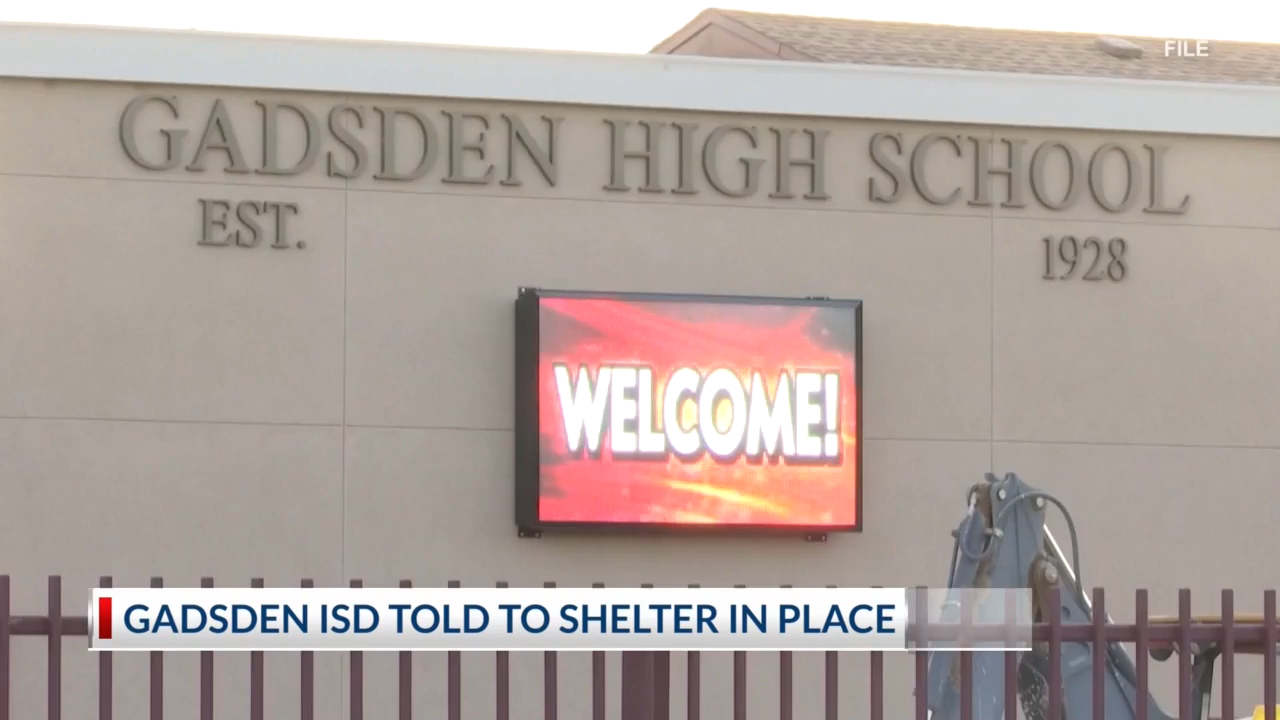 FILE
GADSDEN HIGH SCHOOL
EST. 1928
WELCOME!
GADSDEN ISD TOLD TO SHELTER IN PLACE